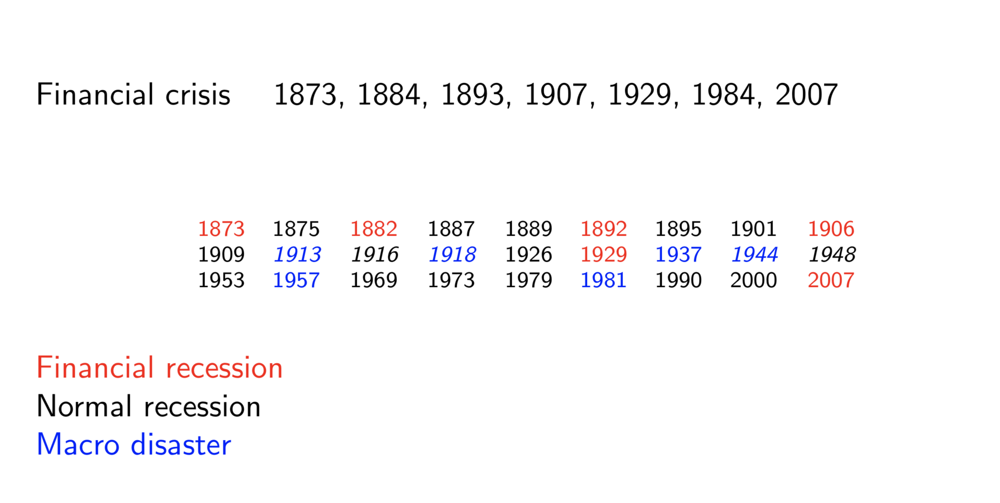 Financial crisis 1873, 1884, 1893, 1907, 1929, 1984, 2007
1873 1875 1882 1887 1889 1892 1895 1901 1906
1909 1913 1916 1918 1926 1929 1937 1944 1948
1953 1957 1969 1973 1979 1981 1990 2000 2007
Financial recession
Normal recession
Macro disaster